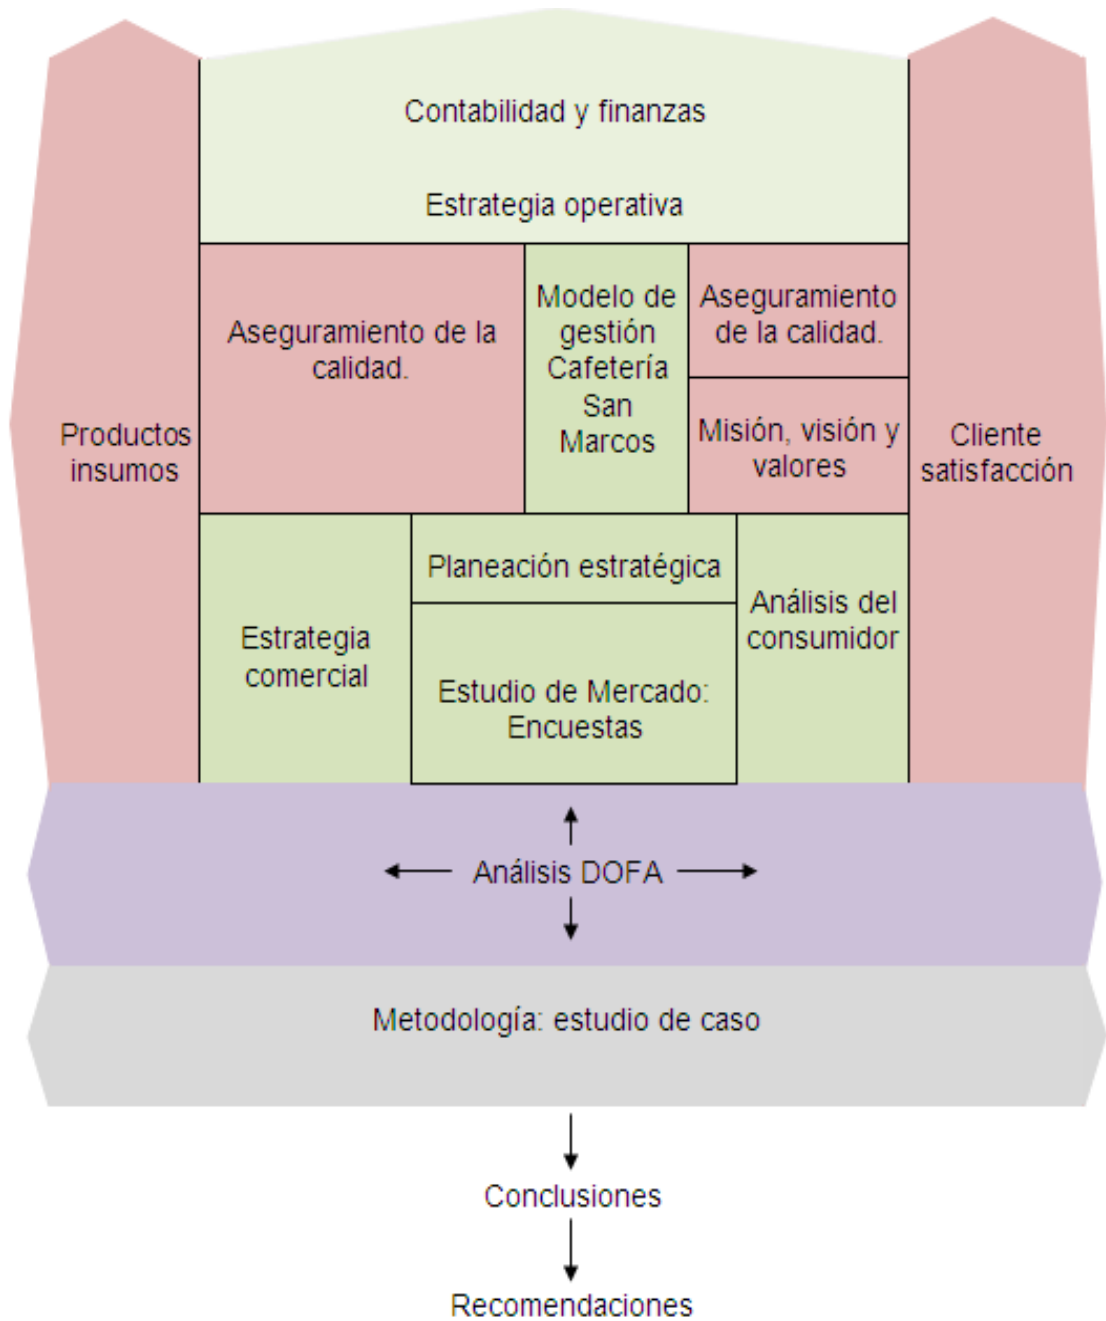 Contabilidad y finanzas
Estrategia operativa
Aseguramiento de la
calidad.
Modelo de
gestión
Cafetería
San
Marcos
Aseguramiento
de la calidad.
Misión, visión y
valores
Productos
insumos
Cliente
satisfacción
Estrategia
comercial
Planeación estratégica
Estudio de Mercado:
Encuestas
Análisis del
consumidor
Análisis DOFA
Metodología: estudio de caso
Conclusiones
Recomendaciones